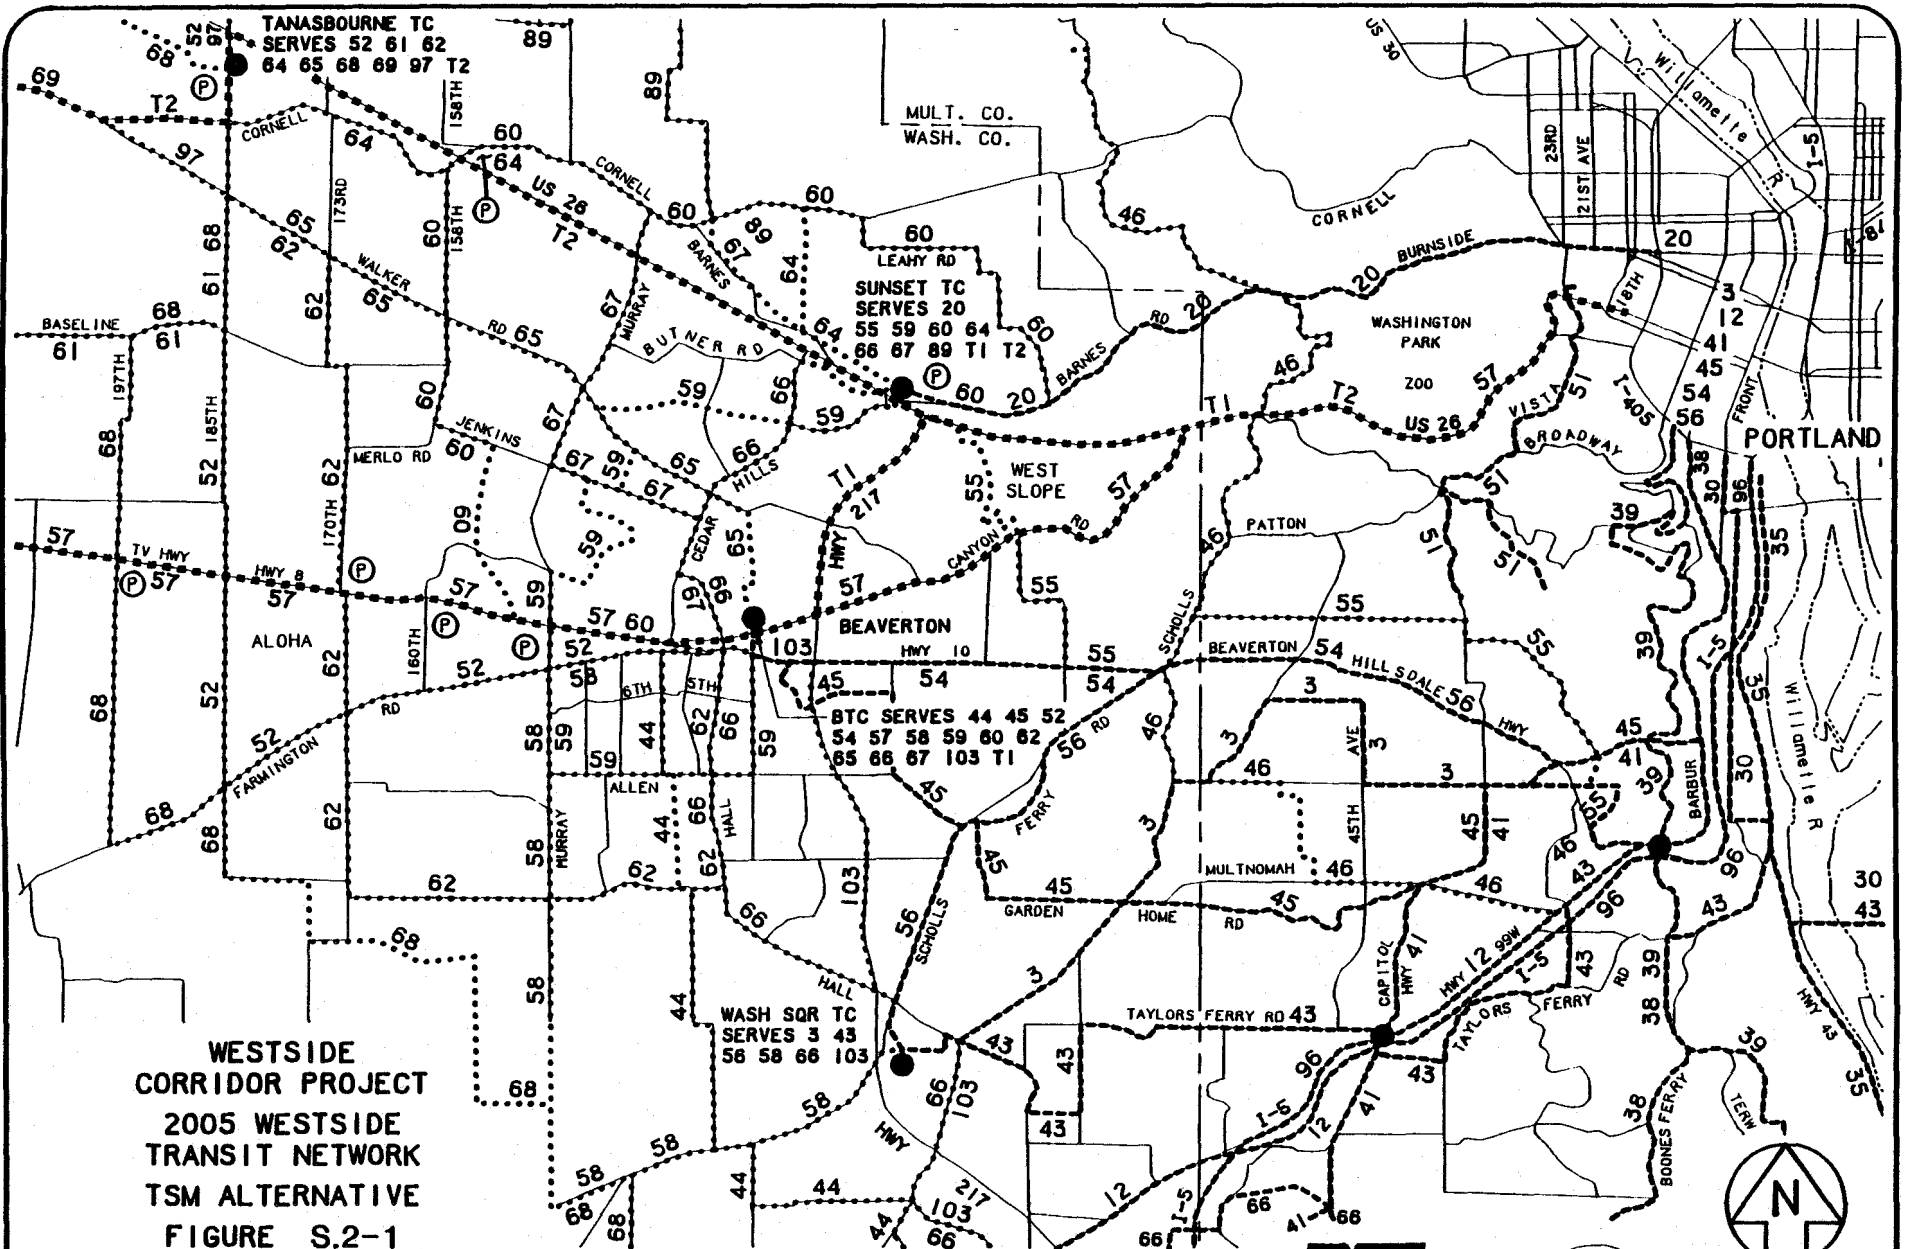 TANASBOURNE TC
SERVES 52 61 62
64 65 68 69 97 T2
52
97
68
69
T2
CORNELL
64
158TH
60
64
89
89
MULT. CO.
WASH. CO.
US 30
Willamette R
I-5
23RD
21ST AVE
97
173RD
US 26
T2
CORNELL
60
60
46
CORNELL
65
62
WALKER
65
60
158TH
68
61
BARNES
67
89
64
60
LEAHY RD
BURNSIDE
20
20
I-84
SUNSET TC
SERVES 20
55 59 60 64
66 67 89 T1 T2
62
67
MURRAY
64
60
RD
20
18TH
3
12
41
45
54
56
WASHINGTON
PARK
ZOO
BASELINE
68
61
61
197TH
RD 65
BUTNER RD
60
20
BARNES
46
57
51
VISTA
I-405
FRONT
185TH
60
67
59
66
59
T1
T2
US 26
BROADWAY
PORTLAND
68
52
JENKINS
60
MERLO RD
62
170TH
67
59
65
67
66
HILLS
T1
217
HWY
WEST
SLOPE
55
57
RD
51
39
38
30
96
35
57
TV HWY
57
HWY 8
57
60
59
CEDAR
65
66
67
CANYON
57
46
PATTON
51
51
57
59
57
60
BEAVERTON
55
SCHOLLS
55
55
39
I-5
35
ALOHA
62
160TH
52
52
58
103
HWY 10
54
55
54
BEAVERTON
54
HILLSDALE
56
HWY
Willamette R
68
52
RD
6TH
5TH
45
BTC SERVES 44 45 52
54 57 58 59 60 62
65 66 67 103 T1
44
62
66
59
58
59
56 RD
46
3
3
AVE
3
45
41
39
BARBUR
30
52
FARMINGTON
59
ALLEN
45
FERRY
46
3
55
68
68
62
58
MURRAY
44
66
HALL
62
103
45
3
45TH
45
41
46
43
96
96
62
62
66
56
SCHOLLS
45
GARDEN
HOME
RD
45
MULTNOMAH
46
46
43
30
43
68
58
44
HALL
3
CAPITOL
HWY 41
HWY 12 99W
I-5
43
39
38
HWY 43
35
WASH SQR TC
SERVES 3 43
56 58 66 103
43
43
43
TAYLORS FERRY RD 43
TAYLORS
FERRY
RD
43
39
WESTSIDE
CORRIDOR PROJECT
2005 WESTSIDE
TRANSIT NETWORK
TSM ALTERNATIVE
FIGURE S.2-1
68
58
58
58
68
68
66
103
HWY
217
103
66
44
44
44
96
I-6
12
41
12
I-5
66
66
41
66
38
BOONES FERRY
TERW
N